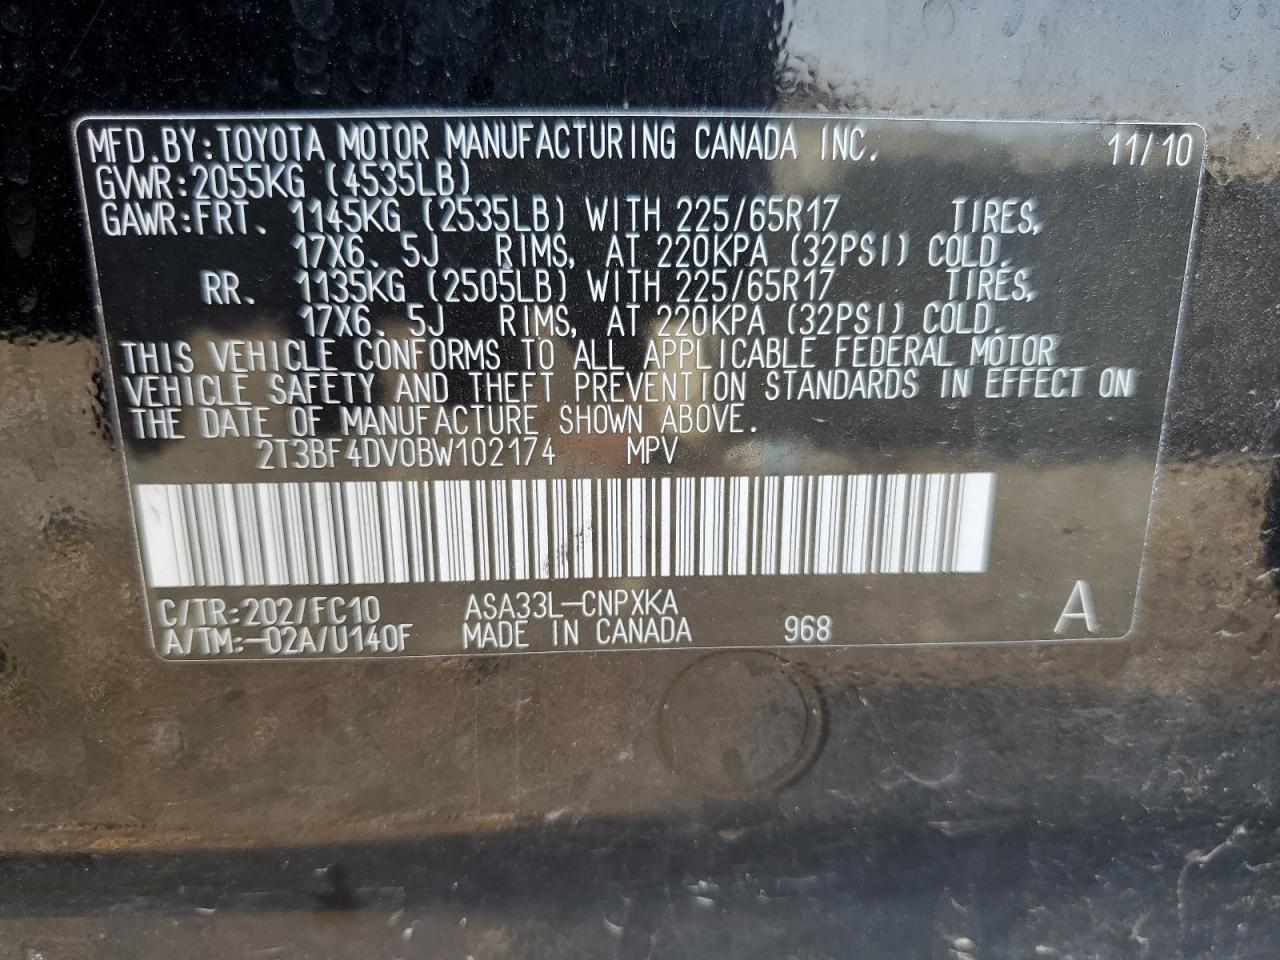 MFD.BY:TOYOTA MOTOR MANUFACTURING CANADA INC. 11/10
GVWR:2055KG (4535LB)
GAWR:FRT. 1145KG (2535LB) WITH 225/65R17 TIRES,
17X6.5J RIMS, AT 220KPA (32PSI) COLD.
RR. 1135KG (2505LB) WITH 225/65R17 TIRES,
17X6.5J RIMS, AT 220KPA (32PSI) COLD.
THIS VEHICLE CONFORMS TO ALL APPLICABLE FEDERAL MOTOR
VEHICLE SAFETY AND THEFT PREVENTION STANDARDS IN EFFECT ON
THE DATE OF MANUFACTURE SHOWN ABOVE.
2T3BF4DV0BW102174 MPV
C/TR:202/FC10 ASA33L-CNPXKA A
A/TM:-02A/U140F MADE IN CANADA 968